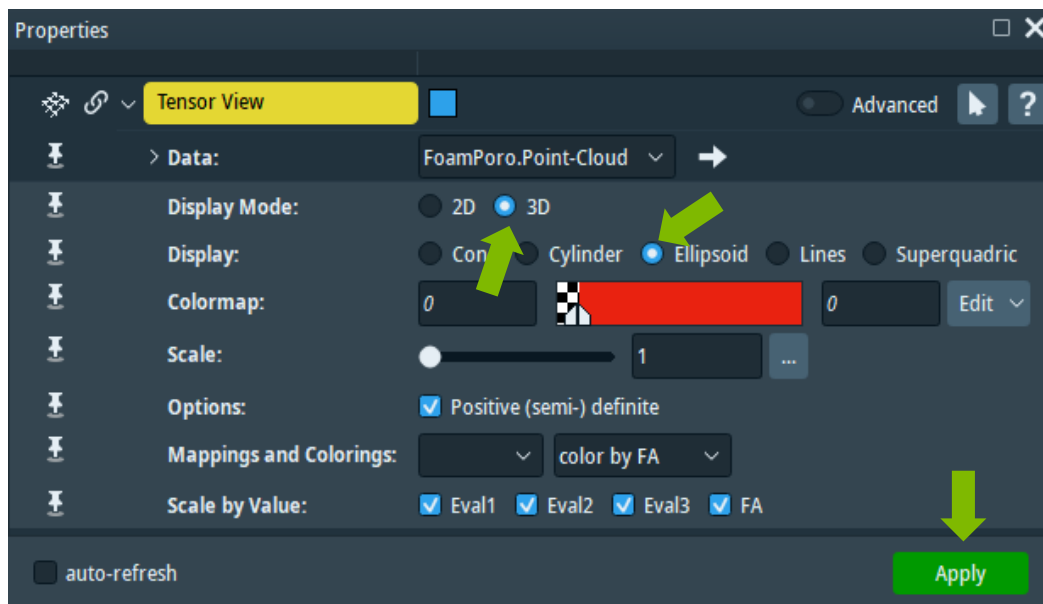 Properties
Tensor View Advanced ?
Data: FoamPoro.Point-Cloud
Display Mode: 2D 3D
Display: Con Cylinder Ellipsoid Lines Superquadric
Colormap: 0 0 Edit
Scale: 1 ...
Options: Positive (semi-) definite
Mappings and Colorings: color by FA
Scale by Value: Eval1 Eval2 Eval3 FA
auto-refresh Apply